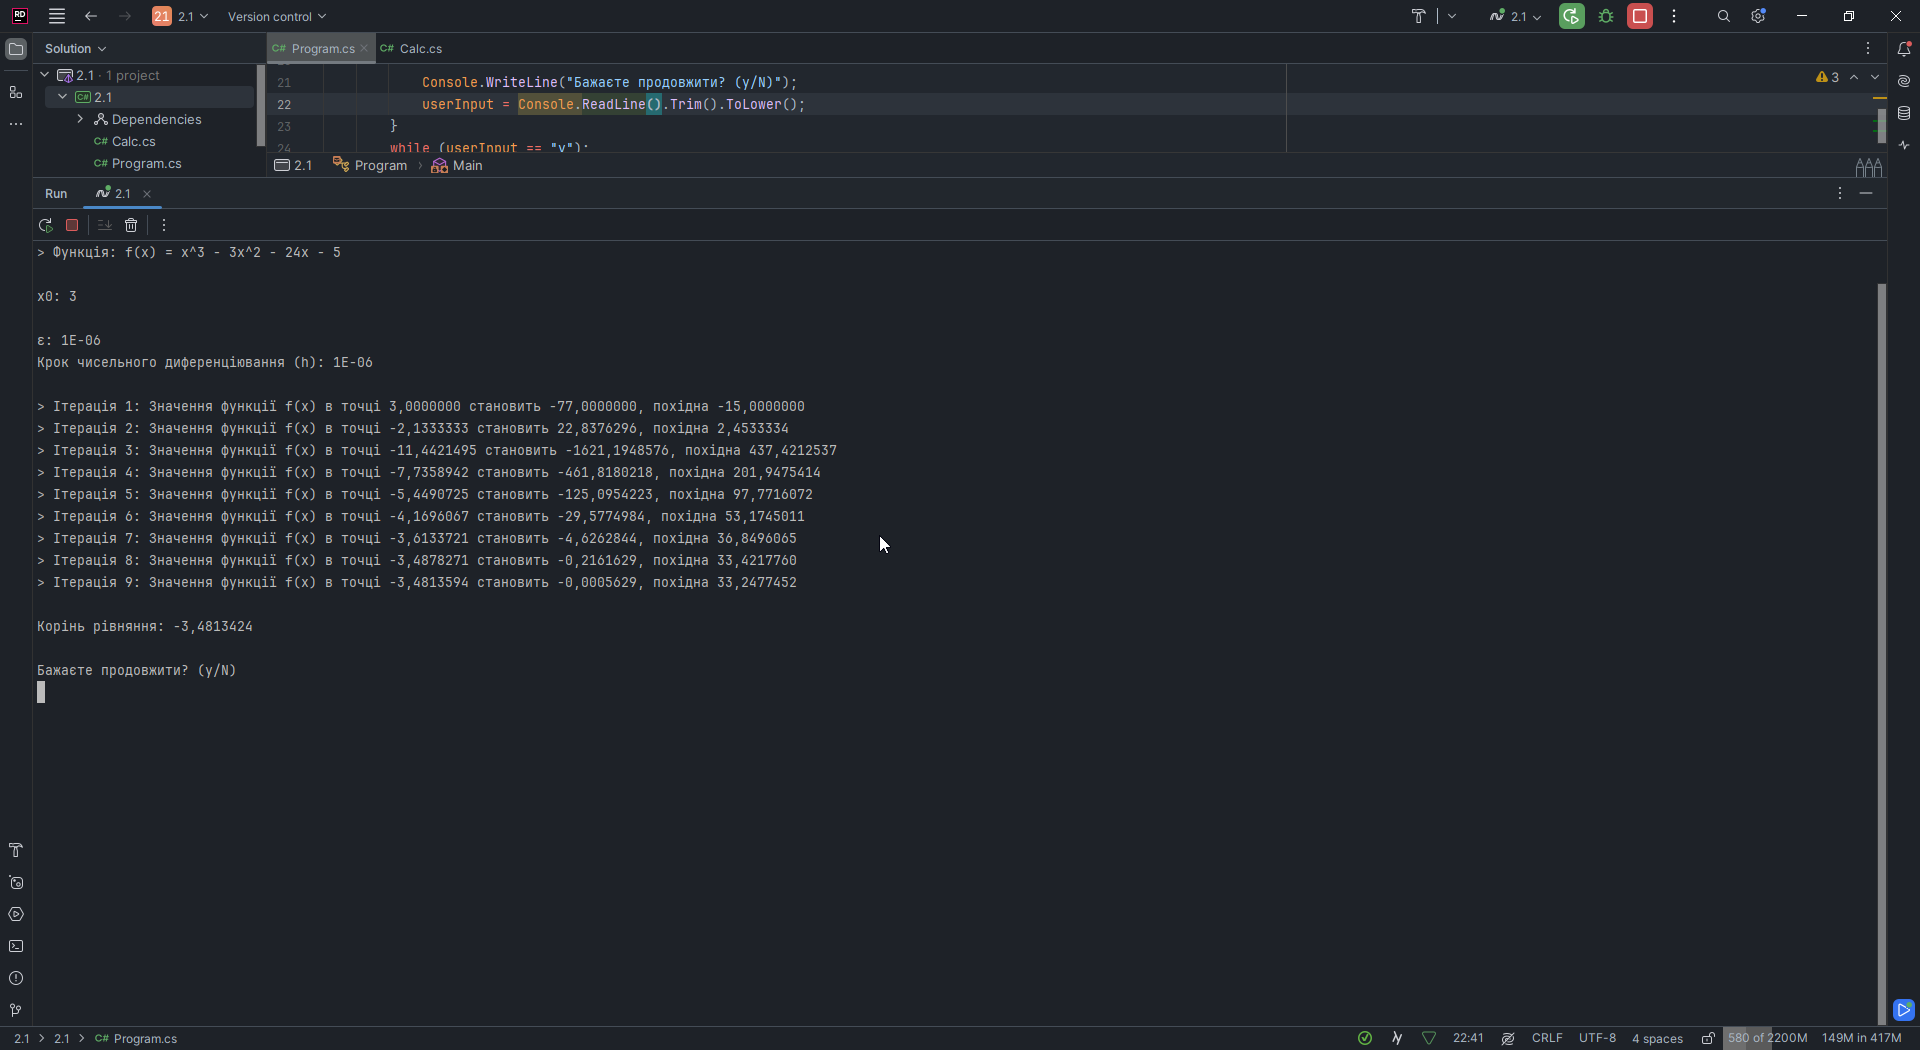 RD
21 2.1 Version control 2.1
Solution
2.1 · 1 project
C# 2.1
Dependencies
C# Calc.cs
C# Program.cs
C# Program.cs C# Calc.cs
21 Console.WriteLine("Бажаєте продовжити? (y/N)");
22 userInput = Console.ReadLine().Trim().ToLower();
23 }
24 while (userInput == "y");
3
2.1 Program Main
Run 2.1
> Функція: f(x) = x^3 - 3x^2 - 24x - 5
x0: 3
ε: 1E-06
Крок чисельного диференціювання (h): 1E-06
> Ітерація 1: Значення функції f(x) в точці 3,0000000 становить -77,0000000, похідна -15,0000000
> Ітерація 2: Значення функції f(x) в точці -2,1333333 становить 22,8376296, похідна 2,4533334
> Ітерація 3: Значення функції f(x) в точці -11,4421495 становить -1621,1948576, похідна 437,4212537
> Ітерація 4: Значення функції f(x) в точці -7,7358942 становить -461,8180218, похідна 201,9475414
> Ітерація 5: Значення функції f(x) в точці -5,4490725 становить -125,0954223, похідна 97,7716072
> Ітерація 6: Значення функції f(x) в точці -4,1696067 становить -29,5774984, похідна 53,1745011
> Ітерація 7: Значення функції f(x) в точці -3,6133721 становить -4,6262844, похідна 36,8496065
> Ітерація 8: Значення функції f(x) в точці -3,4878271 становить -0,2161629, похідна 33,4217760
> Ітерація 9: Значення функції f(x) в точці -3,4813594 становить -0,0005629, похідна 33,2477452
Корінь рівняння: -3,4813424
Бажаєте продовжити? (y/N)
2.1 > 2.1 > C# Program.cs
22:41 CRLF UTF-8 4 spaces 580 of 2200M 149M in 417M